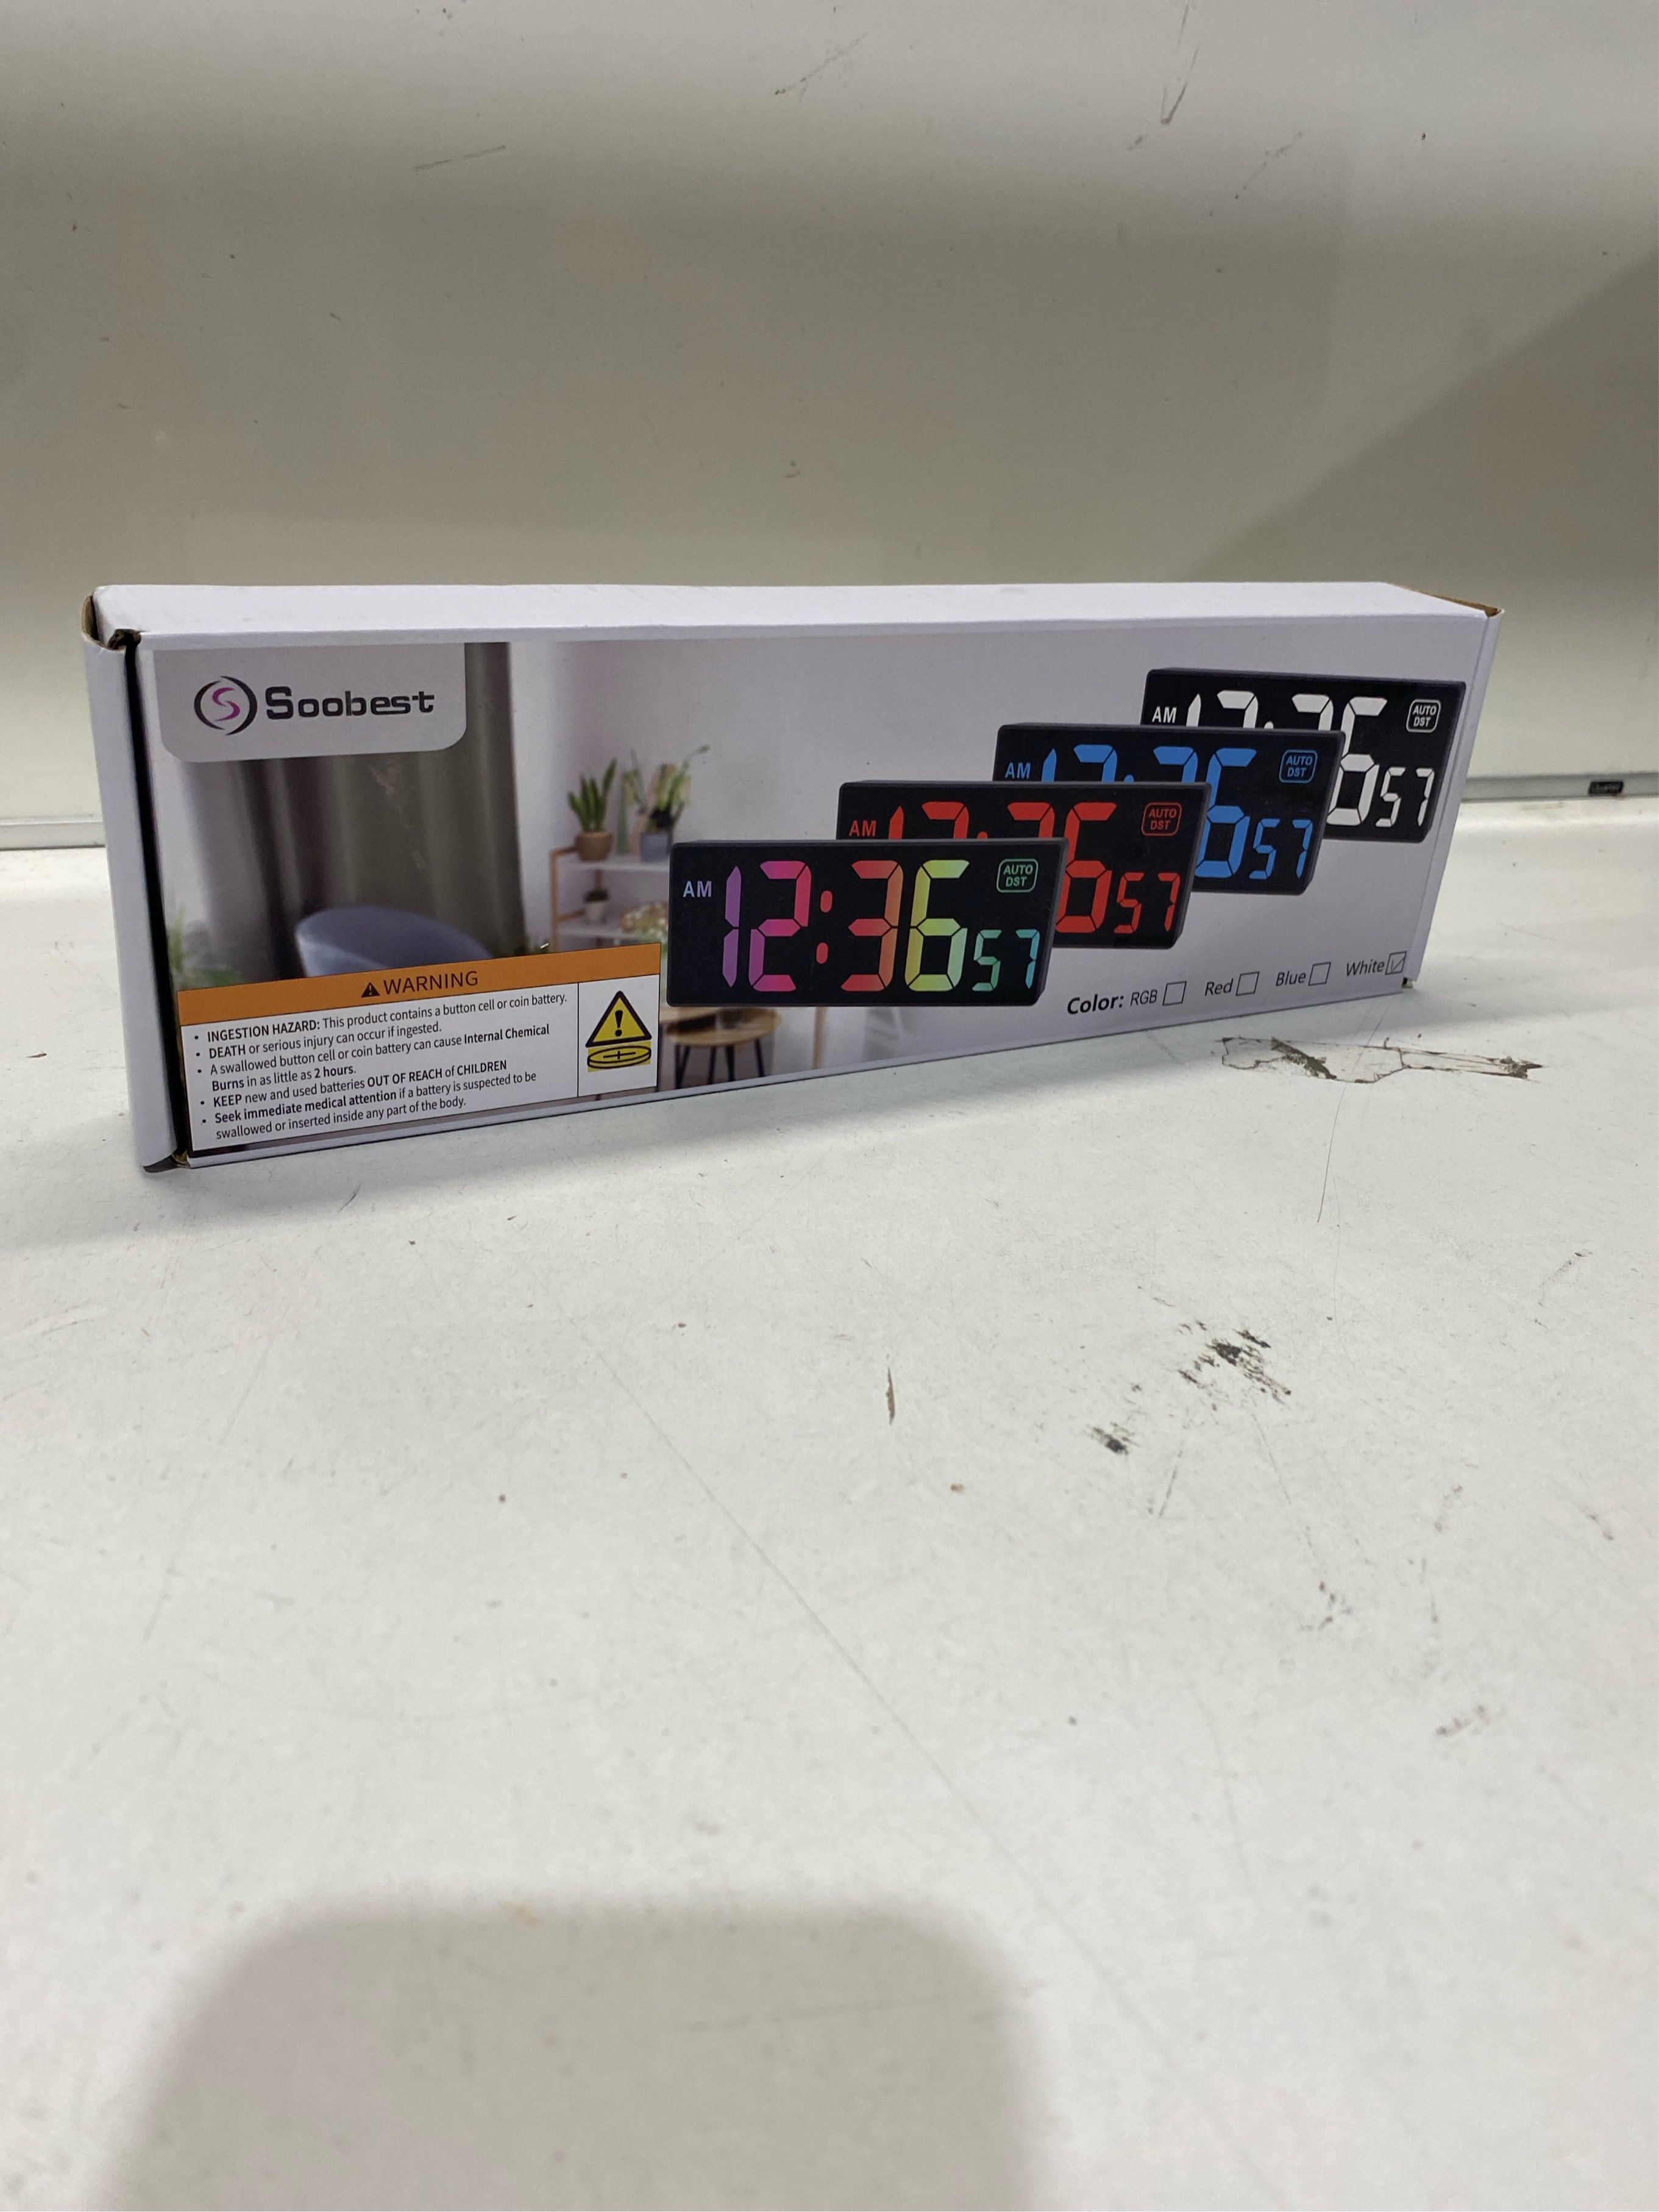 Soobest
AM 12:36 57 AUTO DST
AM 57 AUTO DST
AM 57 AUTO DST
AM 57 AUTO DST
Color: RGB Red Blue White
WARNING
• INGESTION HAZARD: This product contains a button cell or coin battery.
• DEATH or serious injury can occur if ingested.
• A swallowed button cell or coin battery can cause Internal Chemical
Burns in as little as 2 hours.
• KEEP new and used batteries OUT OF REACH of CHILDREN
• Seek immediate medical attention if a battery is suspected to be
swallowed or inserted inside any part of the body.